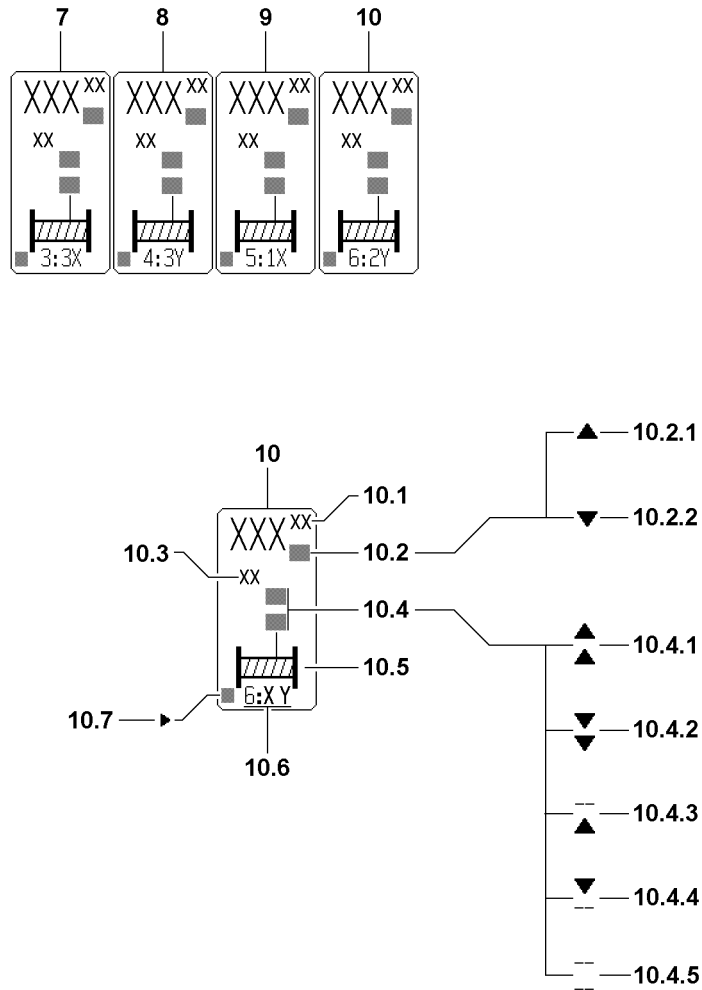 7 8 9 10
XXX XX XXX XX XXX XX XXX XX
XX XX XX XX
3:3X 4:3Y 5:1X 6:2Y
10.2.1
10
10.1
XXX XX
10.2.2
10.2
10.3
XX
10.4
10.4.1
10.5
6:X Y
10.7
10.4.2
10.6
10.4.3
10.4.4
10.4.5